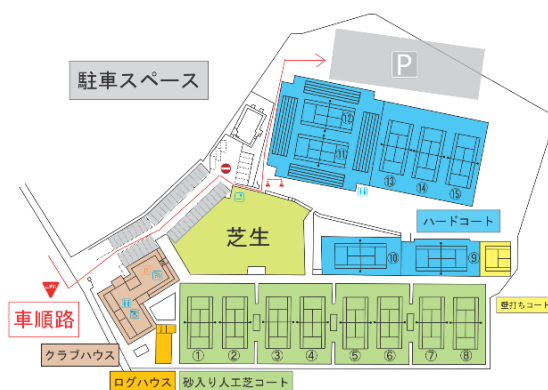 駐車スペース
P
⑫
⑪
⑬
⑭
⑮
芝生
ハードコート
⑩
⑨
壁打ちコート
車順路
クラブハウス
ログハウス
砂入り人工芝コート
①
②
③
④
⑤
⑥
⑦
⑧